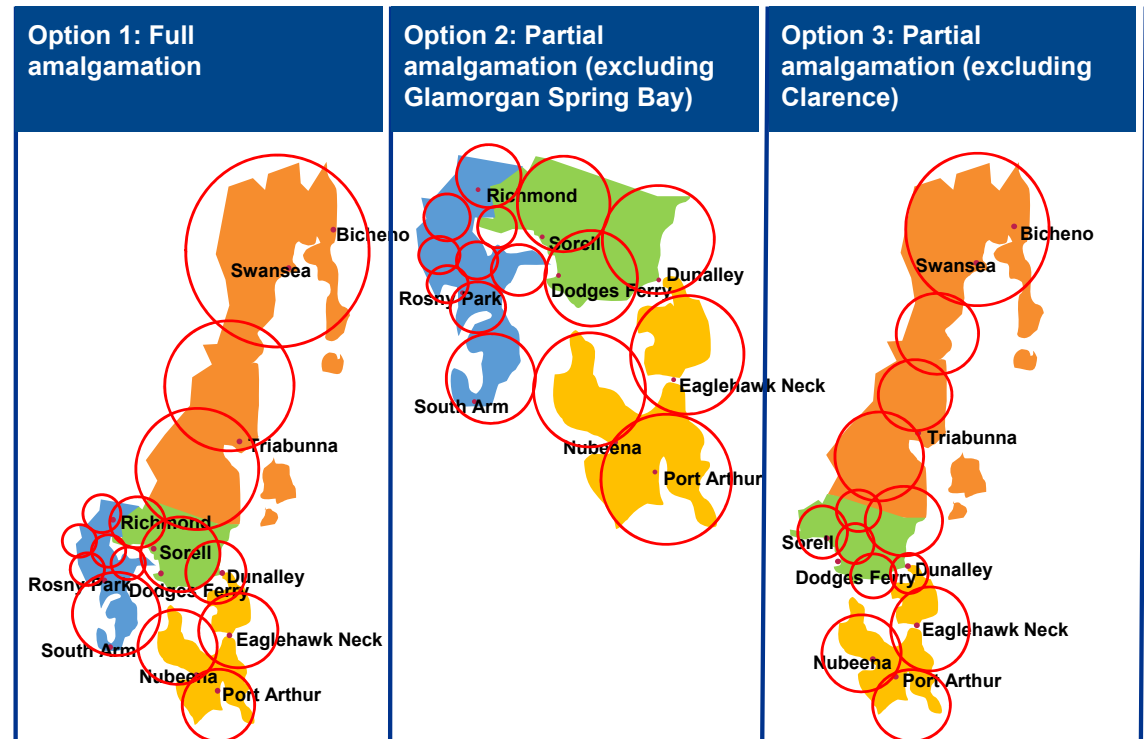 Option 1: Full
amalgamation
Bicheno
Swansea
Triabunna
Richmond
Sorell
Dunalley
Rosny Park
Dodges Ferry
Eaglehawk Neck
South Arm
Nubeena
Port Arthur
Option 2: Partial
amalgamation (excluding
Glamorgan Spring Bay)
Richmond
Sorell
Dunalley
Dodges Ferry
Rosny Park
Eaglehawk Neck
South Arm
Nubeena
Port Arthur
Option 3: Partial
amalgamation (excluding
Clarence)
Bicheno
Swansea
Triabunna
Sorell
Dunalley
Dodges Ferry
Eaglehawk Neck
Nubeena
Port Arthur